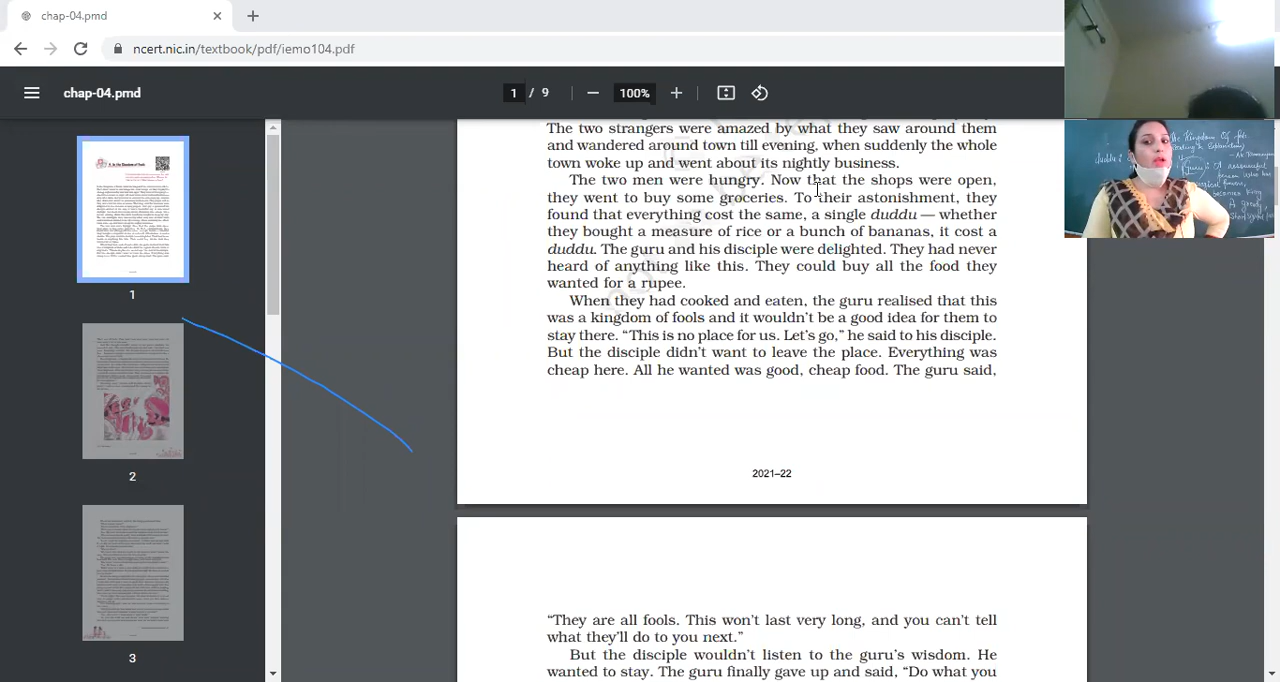 chap-04.pmd
ncert.nic.in/textbook/pdf/iemo104.pdf
chap-04.pmd
1 / 9
100%
The two strangers were amazed by what they saw around them
and wandered around town till evening, when suddenly the whole
town woke up and went about its nightly business.
The two men were hungry. Now that the shops were open,
they went to buy some groceries. To their astonishment, they
found that everything cost the same, a single duddu — whether
they bought a measure of rice or a bunch of bananas, it cost a
duddu. The guru and his disciple were delighted. They had never
heard of anything like this. They could buy all the food they
wanted for a rupee.
When they had cooked and eaten, the guru realised that this
was a kingdom of fools and it wouldn't be a good idea for them to
stay there. “This is no place for us. Let's go,” he said to his disciple.
But the disciple didn't want to leave the place. Everything was
cheap here. All he wanted was good, cheap food. The guru said,
2021–22
“They are all fools. This won't last very long, and you can't tell
what they'll do to you next.”
But the disciple wouldn't listen to the guru's wisdom. He
wanted to stay. The guru finally gave up and said, “Do what you
1
2
3